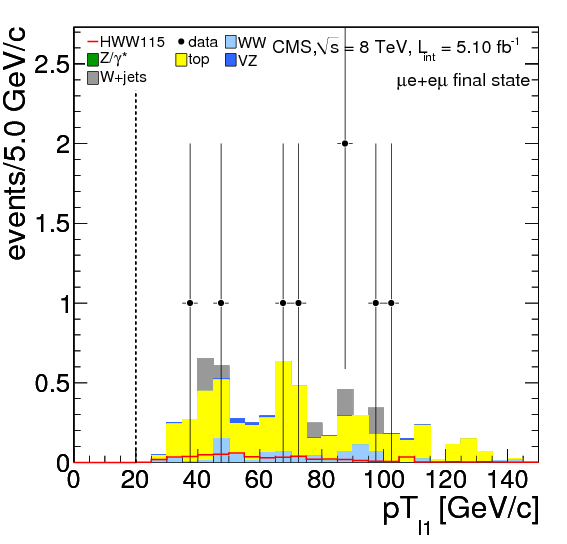 HWW115 data WW CMS,√s = 8 TeV, L_int = 5.10 fb⁻¹
Z/γ* top VZ
W+jets
μe+eμ final state
events/5.0 GeV/c
2.5
2
1.5
1
0.5
0
0 20 40 60 80 100 120 140
pT_l1 [GeV/c]